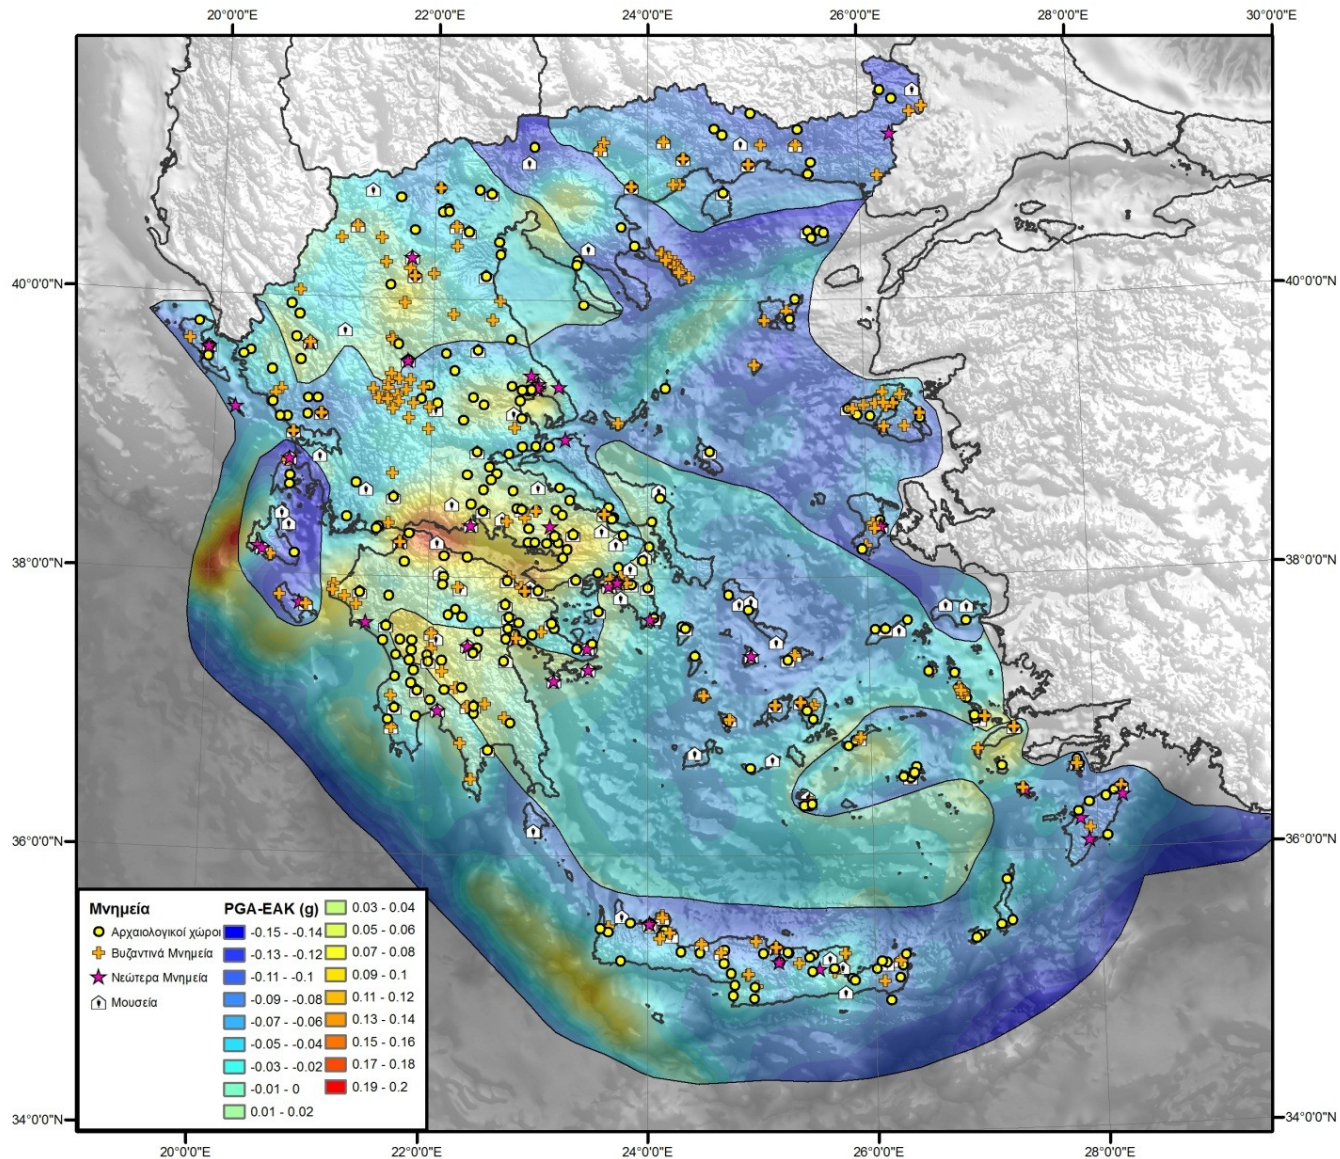 20°0'0"E 22°0'0"E 24°0'0"E 26°0'0"E 28°0'0"E 30°0'0"E
40°0'0"N 40°0'0"N
38°0'0"N 38°0'0"N
36°0'0"N 36°0'0"N
34°0'0"N 34°0'0"N
Μνημεία
Αρχαιολογικοί χώροι
Βυζαντινά Μνημεία
Νεώτερα Μνημεία
Μουσεία
PGA-EAK (g)
-0.15 - -0.14
-0.13 - -0.12
-0.11 - -0.1
-0.09 - -0.08
-0.07 - -0.06
-0.05 - -0.04
-0.03 - -0.02
-0.01 - 0
0.01 - 0.02
0.03 - 0.04
0.05 - 0.06
0.07 - 0.08
0.09 - 0.1
0.11 - 0.12
0.13 - 0.14
0.15 - 0.16
0.17 - 0.18
0.19 - 0.2
20°0'0"E 22°0'0"E 24°0'0"E 26°0'0"E 28°0'0"E